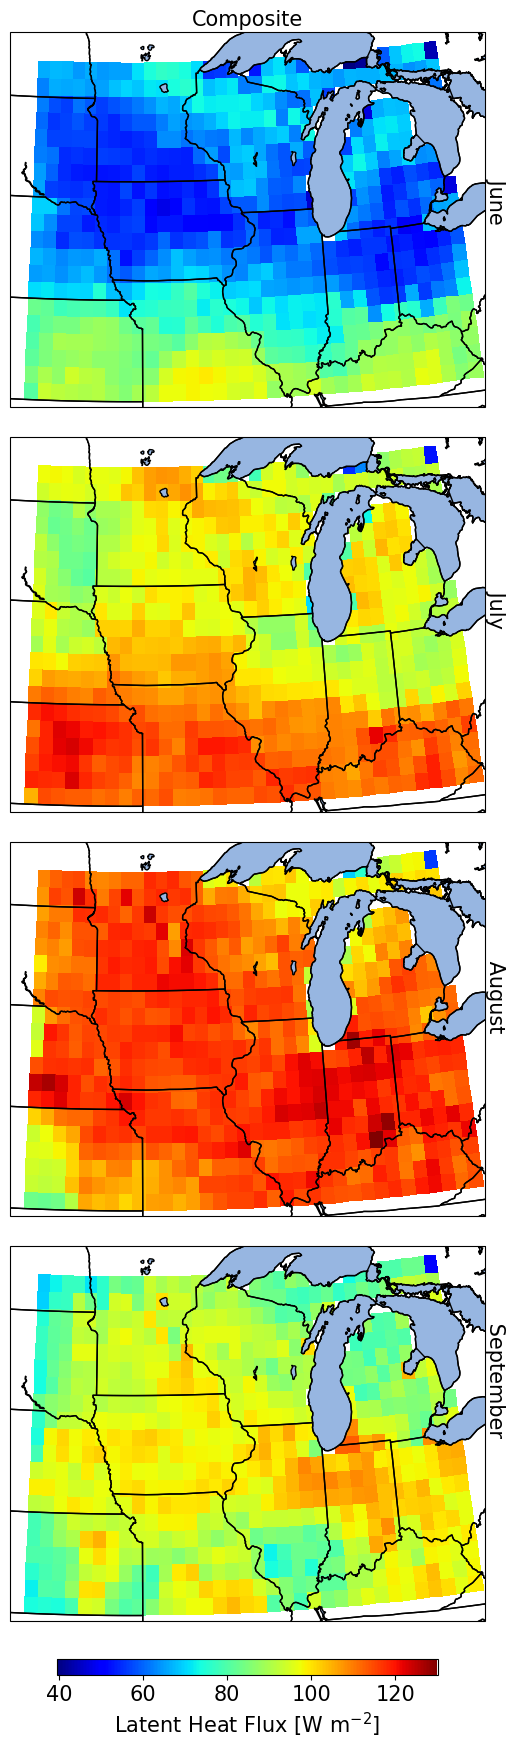 Composite
June
July
August
September
40 60 80 100 120
Latent Heat Flux [W m⁻²]